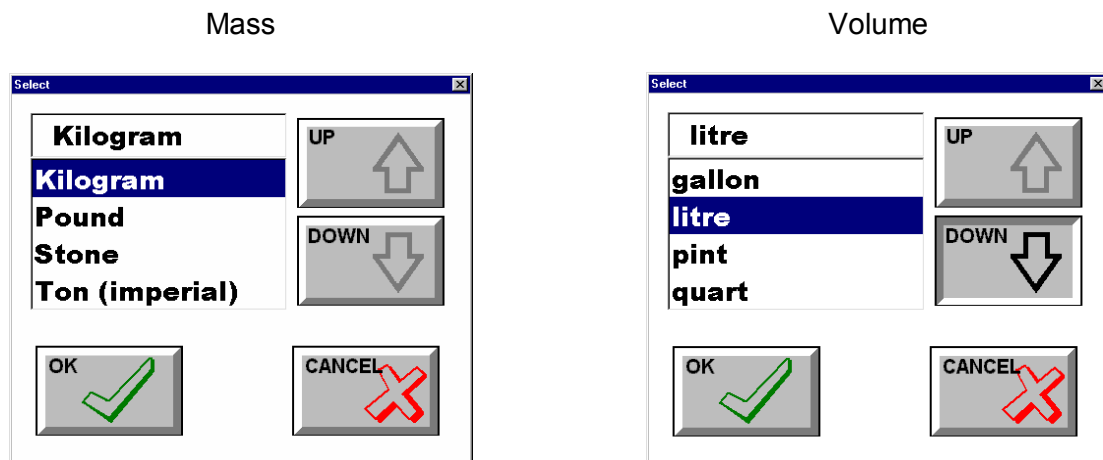 Mass
Select
Kilogram
Kilogram
Pound
Stone
Ton (imperial)
UP
DOWN
OK
CANCEL
Volume
Select
litre
gallon
litre
pint
quart
UP
DOWN
OK
CANCEL